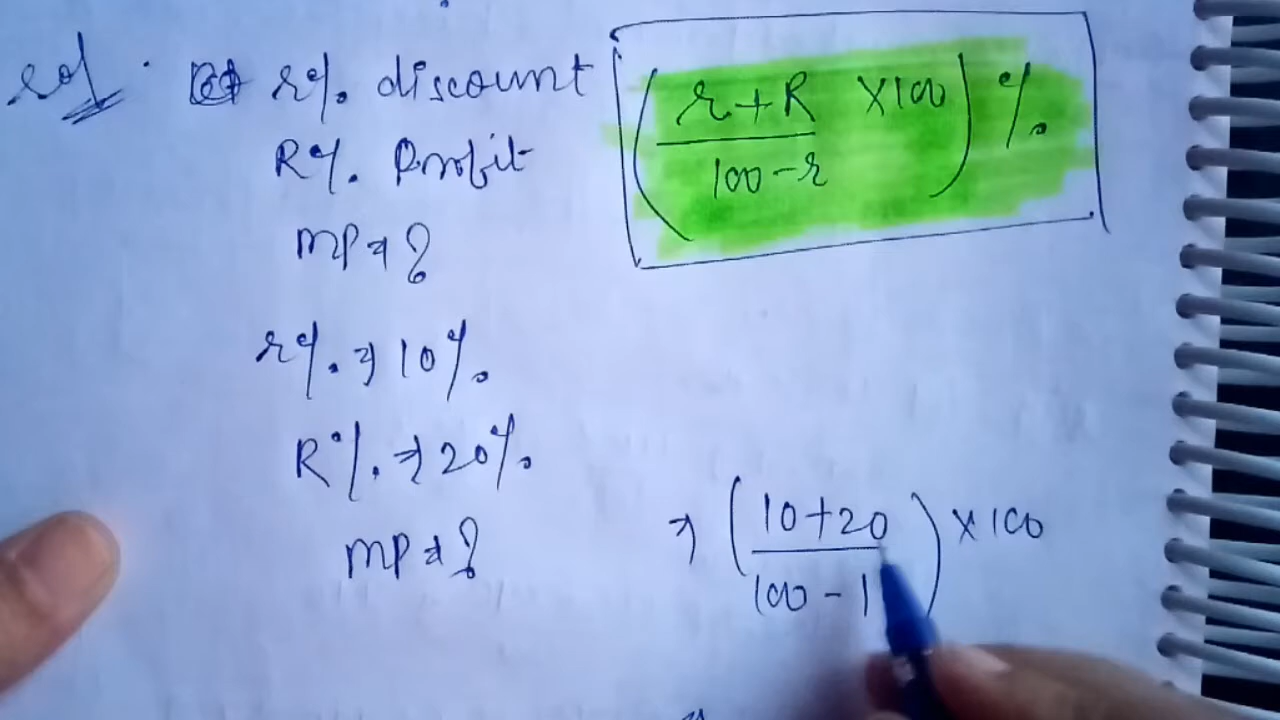 Sol. r%. discount
R%. Profit
MP ⇒ ?
(r+R / 100-r × 100) %.
r%. ⇒ 10%.
R%. ⇒ 20%.
MP ⇒ ?
⇒ (10+20 / 100-1) × 100